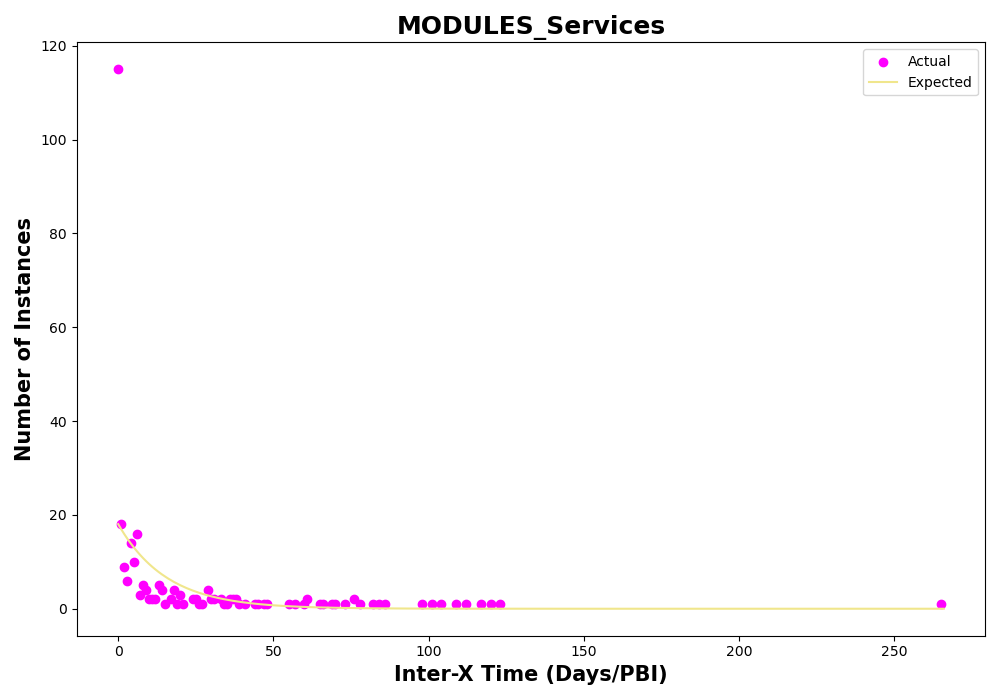 MODULES_Services
Actual
Expected
Number of Instances
120
100
80
60
40
20
0
0
50
100
150
200
250
Inter-X Time (Days/PBI)